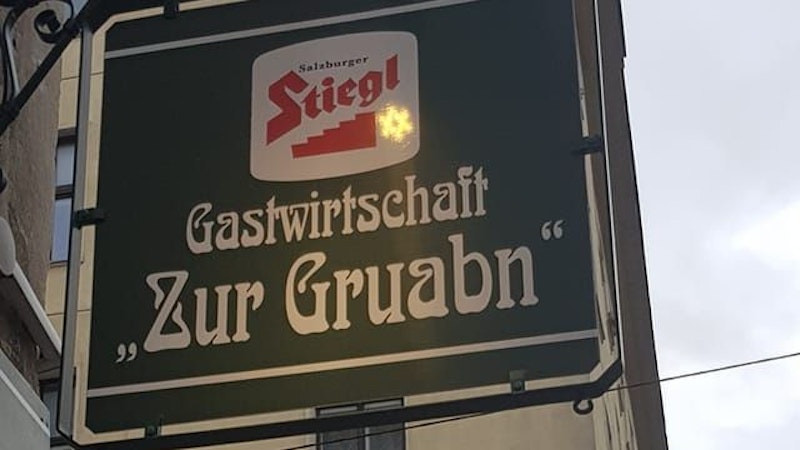 Salzburger
Stiegl
Gastwirtschaft
„Zur Gruabn“